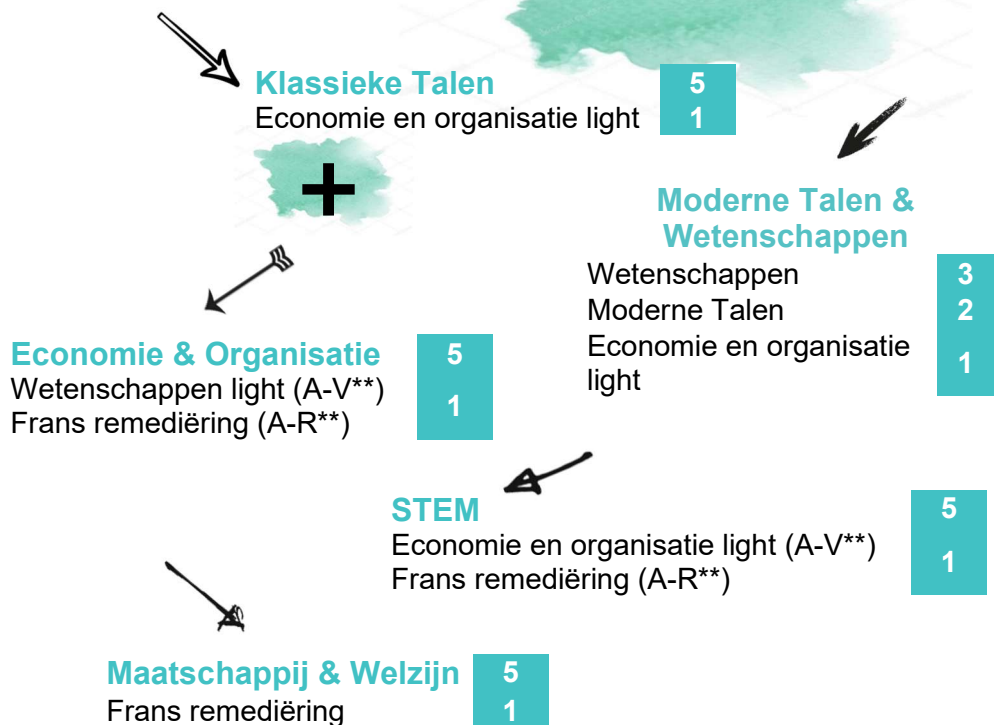 Klassieke Talen 5
Economie en organisatie light 1
+
Moderne Talen &
Wetenschappen
Wetenschappen 3
Moderne Talen 2
Economie en organisatie
light 1
Economie & Organisatie 5
Wetenschappen light (A-V**)
1
Frans remediëring (A-R**)
STEM 5
Economie en organisatie light (A-V**)
1
Frans remediëring (A-R**)
Maatschappij & Welzijn 5
Frans remediëring 1